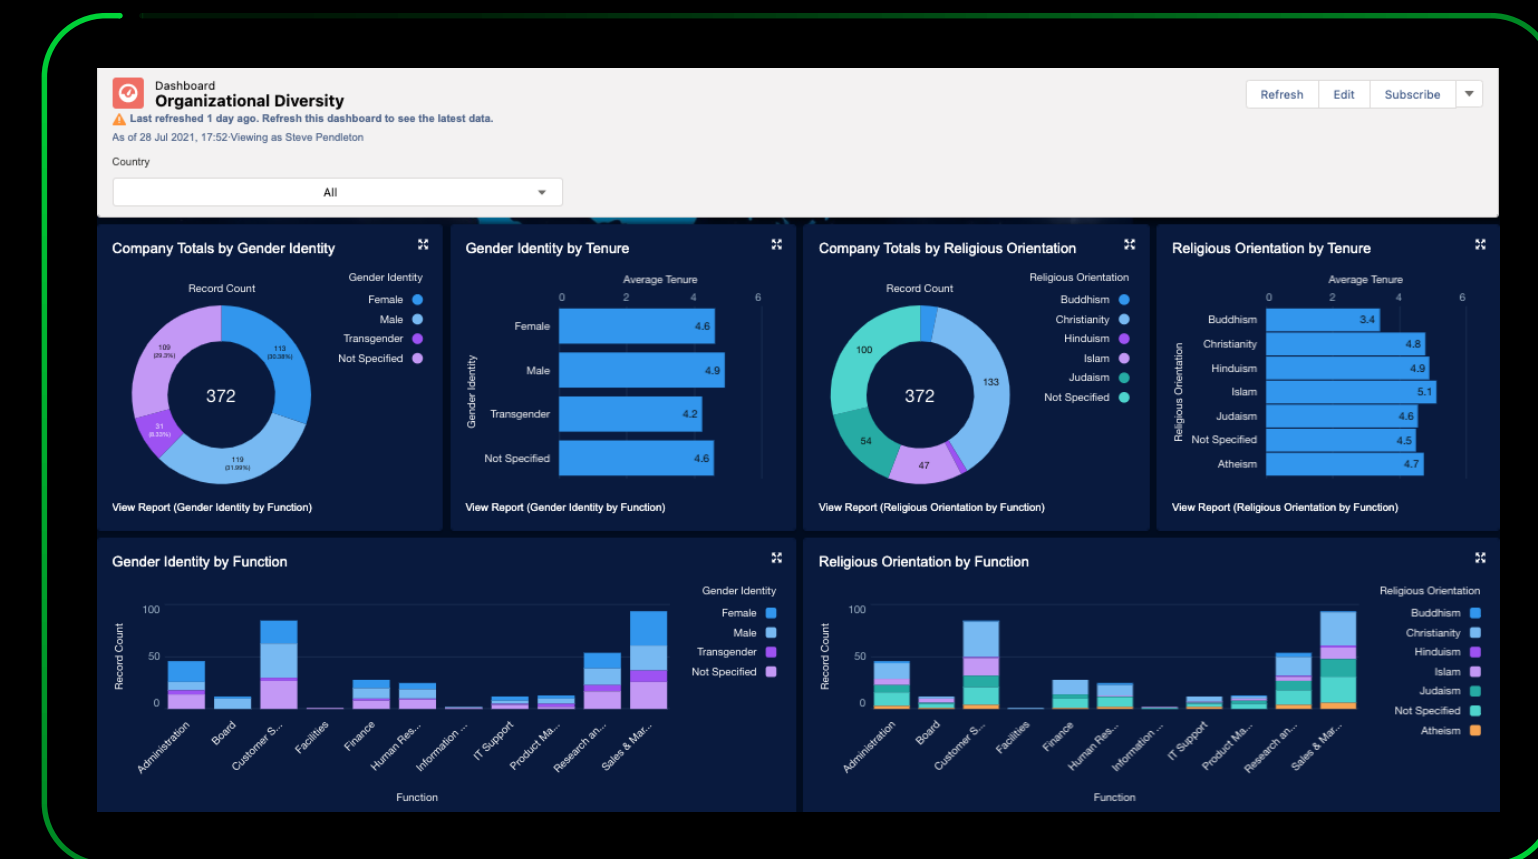 Dashboard
Organizational Diversity
Last refreshed 1 day ago. Refresh this dashboard to see the latest data.
As of 28 Jul 2021, 17:52·Viewing as Steve Pendleton
Refresh
Edit
Subscribe
Country
All
Company Totals by Gender Identity
Record Count
Gender Identity
Female
Male
Transgender
Not Specified
109
(29.3%)
113
(30.38%)
372
31
(8.33%)
119
(31.99%)
View Report (Gender Identity by Function)
Gender Identity by Tenure
Average Tenure
0 2 4 6
Gender Identity
Female 4.6
Male 4.9
Transgender 4.2
Not Specified 4.6
View Report (Gender Identity by Function)
Company Totals by Religious Orientation
Record Count
Religious Orientation
Buddhism
Christianity
Hinduism
Islam
Judaism
Not Specified
100
133
372
54
47
View Report (Religious Orientation by Function)
Religious Orientation by Tenure
Average Tenure
0 2 4 6
Religious Orientation
Buddhism 3.4
Christianity 4.8
Hinduism 4.9
Islam 5.1
Judaism 4.6
Not Specified 4.5
Atheism 4.7
View Report (Religious Orientation by Function)
Gender Identity by Function
Gender Identity
Female
Male
Transgender
Not Specified
Record Count
100
50
0
Administration
Board
Customer S...
Facilities
Finance
Human Res...
Information ...
IT Support
Product Ma...
Research an...
Sales & Mar...
Function
Religious Orientation by Function
Religious Orientation
Buddhism
Christianity
Hinduism
Islam
Judaism
Not Specified
Atheism
Record Count
100
50
0
Administration
Board
Customer S...
Facilities
Finance
Human Res...
Information ...
IT Support
Product Ma...
Research an...
Sales & Mar...
Function